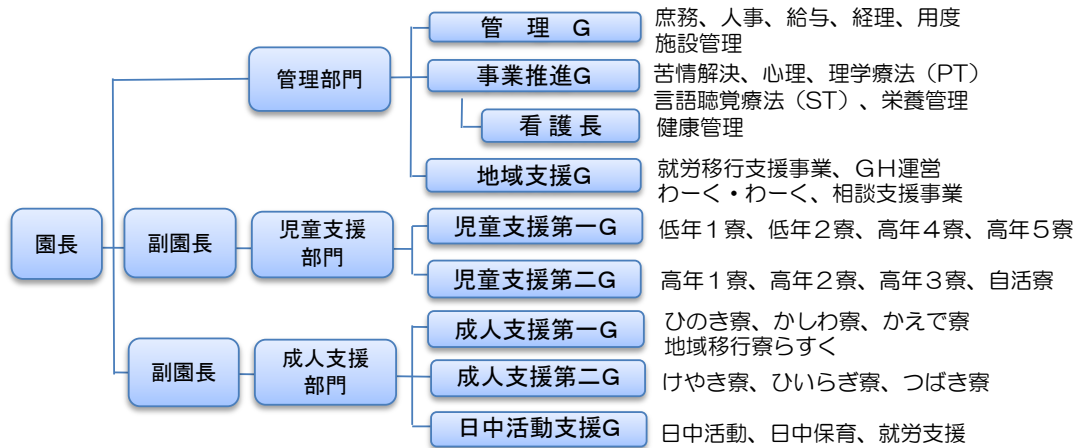 管　理　G
庶務、人事、給与、経理、用度
施設管理
管理部門
事業推進G
苦情解決、心理、理学療法（PT）
言語聴覚療法（ST）、栄養管理
看 護 長
健康管理
地域支援G
就労移行支援事業、GH運営
わーく・わーく、相談支援事業
園長
副園長
児童支援
部門
児童支援第一G
低年１寮、低年２寮、高年４寮、高年５寮
児童支援第二G
高年１寮、高年２寮、高年３寮、自活寮
副園長
成人支援
部門
成人支援第一G
ひのき寮、かしわ寮、かえで寮
地域移行寮らすく
成人支援第二G
けやき寮、ひいらぎ寮、つばき寮
日中活動支援G
日中活動、日中保育、就労支援